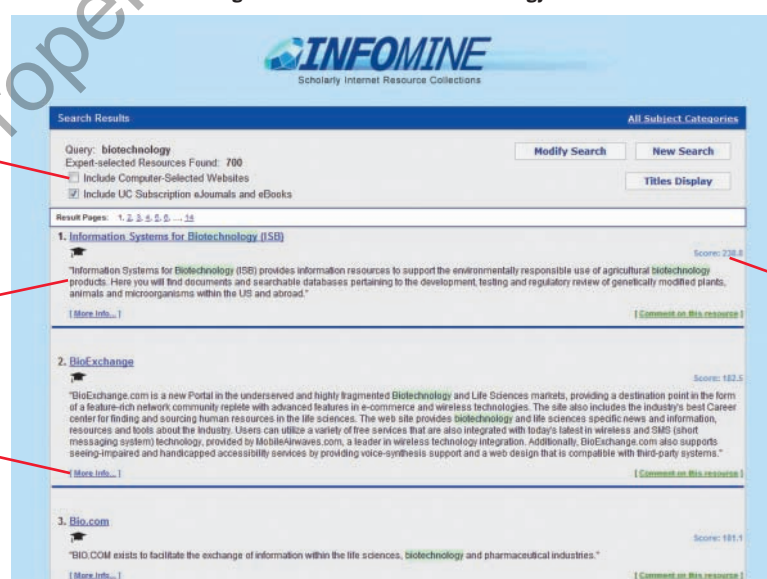 INFOMINE
Scholarly Internet Resource Collections
Search Results
All Subject Categories
Query: biotechnology
Expert-selected Resources Found: 700
Include Computer-Selected Websites
Include UC Subscription eJournals and eBooks
Modify Search
New Search
Titles Display
Result Pages: 1, 2, 3, 4, 5, 6, ..., 14
1. Information Systems for Biotechnology (ISB)
Score: 238.8
"Information Systems for Biotechnology (ISB) provides information resources to support the environmentally responsible use of agricultural biotechnology
products. Here you will find documents and searchable databases pertaining to the development, testing and regulatory review of genetically modified plants,
animals and microorganisms within the US and abroad."
[ More Info... ]
[ Comment on this resource ]
2. BioExchange
Score: 182.5
"BioExchange.com is a new Portal in the underserved and highly fragmented Biotechnology and Life Sciences markets, providing a destination point in the form
of a feature-rich network community replete with advanced features in e-commerce and wireless technologies. The site also includes the industry's best Career
center for finding and sourcing human resources in the life sciences. The web site provides biotechnology and life sciences specific news and information,
resources and tools about the Industry. Users can utilize a variety of free services that are also integrated with today's latest in wireless and SMS (short
messaging system) technology, provided by MobileAirwaves.com, a leader in wireless technology integration. Additionally, BioExchange.com also supports
seeing-impaired and handicapped accessibility services by providing voice-synthesis support and a web design that is compatible with third-party systems."
[ More Info... ]
[ Comment on this resource ]
3. Bio.com
Score: 181.1
"BIO.COM exists to facilitate the exchange of information within the life sciences, biotechnology and pharmaceutical industries."
[ More Info... ]
[ Comment on this resource ]